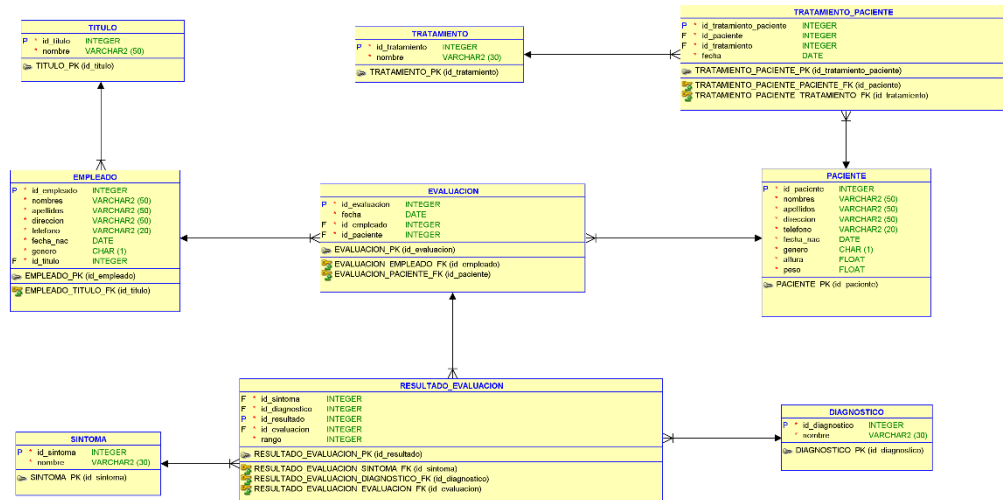 TITULO
P * id_titulo INTEGER
* nombre VARCHAR2 (50)
TITULO_PK (id_titulo)
TRATAMIENTO
P * id_tratamiento INTEGER
* nombre VARCHAR2 (30)
TRATAMIENTO_PK (id_tratamiento)
TRATAMIENTO_PACIENTE
P * id_tratamiento_paciente INTEGER
F * id_paciente INTEGER
F * id_tratamiento INTEGER
* fecha DATE
TRATAMIENTO_PACIENTE_PK (id_tratamiento_paciente)
TRATAMIENTO_PACIENTE_PACIENTE_FK (id_paciente)
TRATAMIENTO_PACIENTE_TRATAMIENTO_FK (id_tratamiento)
EMPLEADO
P * id_empleado INTEGER
* nombres VARCHAR2 (50)
* apellidos VARCHAR2 (50)
* direccion VARCHAR2 (50)
* telefono VARCHAR2 (20)
* fecha_nac DATE
* genero CHAR (1)
F * id_titulo INTEGER
EMPLEADO_PK (id_empleado)
EMPLEADO_TITULO_FK (id_titulo)
EVALUACION
P * id_evaluacion INTEGER
* fecha DATE
F * id_empleado INTEGER
F * id_paciente INTEGER
EVALUACION_PK (id_evaluacion)
EVALUACION_EMPLEADO_FK (id_empleado)
EVALUACION_PACIENTE_FK (id_paciente)
PACIENTE
P * id_paciente INTEGER
* nombres VARCHAR2 (50)
* apellidos VARCHAR2 (50)
* direccion VARCHAR2 (50)
* telefono VARCHAR2 (20)
* fecha_nac DATE
* genero CHAR (1)
* altura FLOAT
* peso FLOAT
PACIENTE_PK (id_paciente)
RESULTADO_EVALUACION
F * id_sintoma INTEGER
F * id_diagnostico INTEGER
P * id_resultado INTEGER
F * id_evaluacion INTEGER
* rango INTEGER
RESULTADO_EVALUACION_PK (id_resultado)
RESULTADO_EVALUACION_SINTOMA_FK (id_sintoma)
RESULTADO_EVALUACION_DIAGNOSTICO_FK (id_diagnostico)
RESULTADO_EVALUACION_EVALUACION_FK (id_evaluacion)
SINTOMA
P * id_sintoma INTEGER
* nombre VARCHAR2 (30)
SINTOMA_PK (id_sintoma)
DIAGNOSTICO
P * id_diagnostico INTEGER
* nombre VARCHAR2 (30)
DIAGNOSTICO_PK (id_diagnostico)